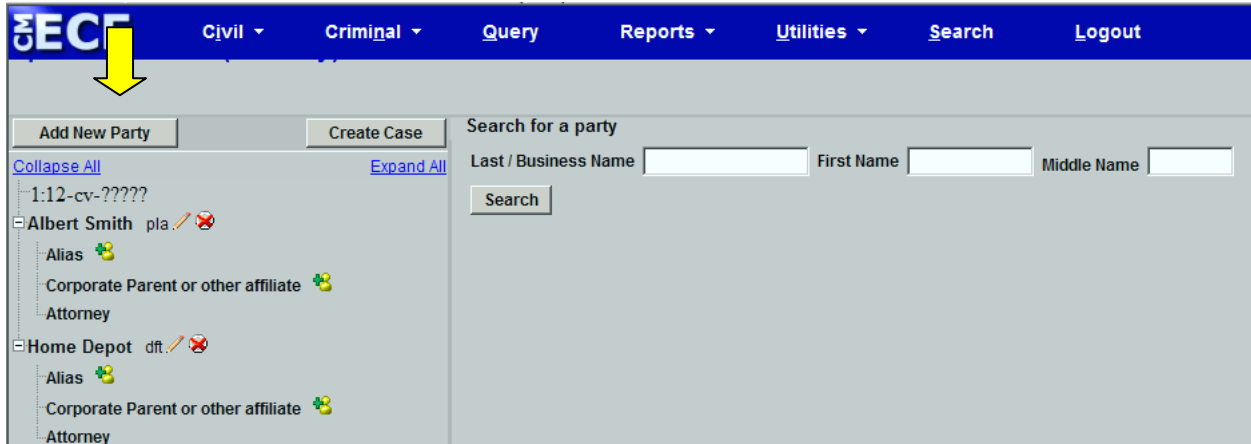 CM ECF Civil Criminal Query Reports Utilities Search Logout
Add New Party Create Case
Collapse All Expand All
1:12-cv-?????
Albert Smith pla
Alias
Corporate Parent or other affiliate
Attorney
Home Depot dft
Alias
Corporate Parent or other affiliate
Attorney
Search for a party
Last / Business Name First Name Middle Name
Search